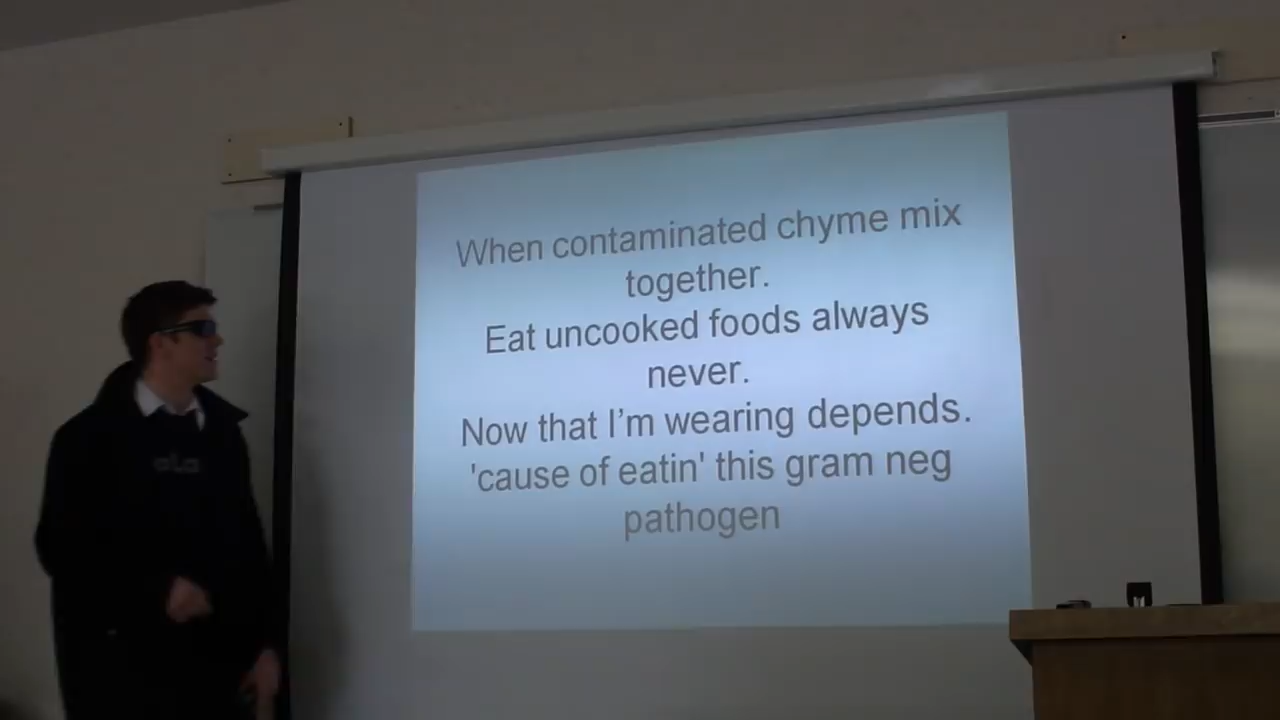 When contaminated chyme mix
together.
Eat uncooked foods always
never.
Now that I'm wearing depends.
'cause of eatin' this gram neg
pathogen